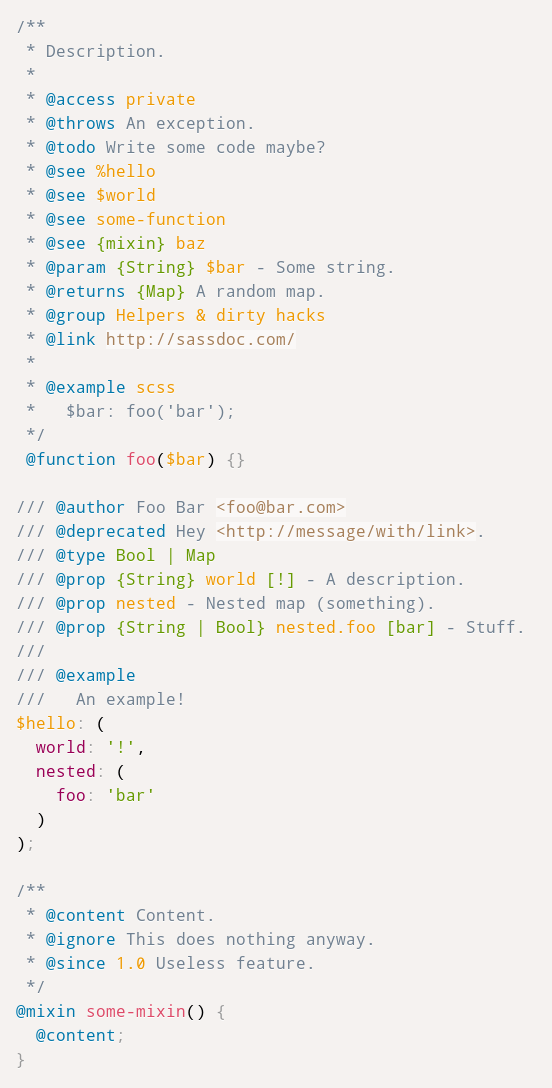 /**
 * Description.
 *
 * @access private
 * @throws An exception.
 * @todo Write some code maybe?
 * @see %hello
 * @see $world
 * @see some-function
 * @see {mixin} baz
 * @param {String} $bar - Some string.
 * @returns {Map} A random map.
 * @group Helpers & dirty hacks
 * @link http://sassdoc.com/
 *
 * @example scss
 *   $bar: foo('bar');
 */
 @function foo($bar) {}

/// @author Foo Bar <foo@bar.com>
/// @deprecated Hey <http://message/with/link>.
/// @type Bool | Map
/// @prop {String} world [!] - A description.
/// @prop nested - Nested map (something).
/// @prop {String | Bool} nested.foo [bar] - Stuff.
///
/// @example
///   An example!
$hello: (
  world: '!',
  nested: (
    foo: 'bar'
  )
);

/**
 * @content Content.
 * @ignore This does nothing anyway.
 * @since 1.0 Useless feature.
 */
@mixin some-mixin() {
  @content;
}